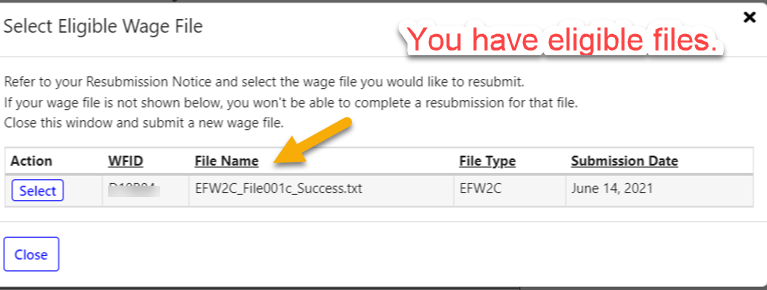 Select Eligible Wage File
You have eligible files.
Refer to your Resubmission Notice and select the wage file you would like to resubmit.
If your wage file is not shown below, you won't be able to complete a resubmission for that file.
Close this window and submit a new wage file.
Action WFID File Name File Type Submission Date
Select EFW2C_File001c_Success.txt EFW2C June 14, 2021
Close